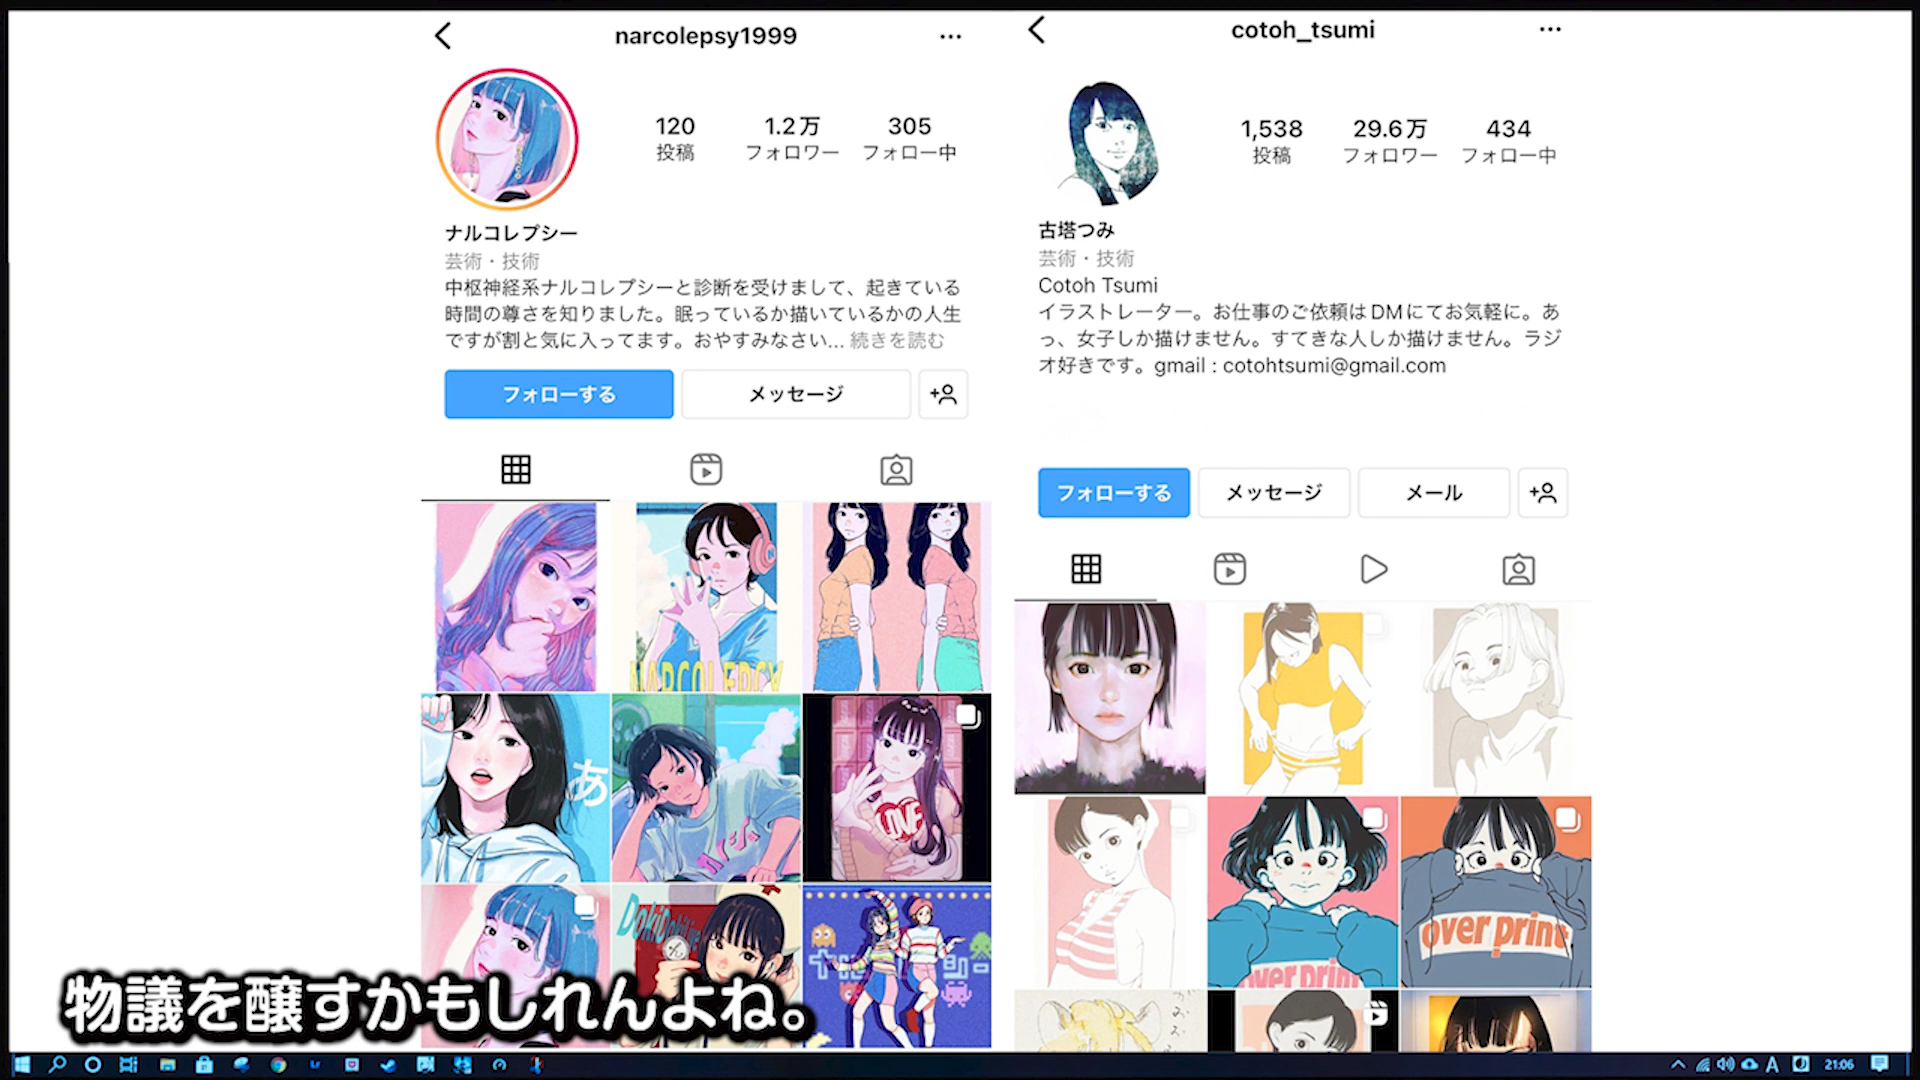 narcolepsy1999
120
投稿
1.2万
フォロワー
305
フォロー中
ナルコレプシー
芸術・技術
中枢神経系ナルコレプシーと診断を受けまして、起きている
時間の尊さを知りました。眠っているか描いているかの人生
ですが割と気に入ってます。おやすみなさい... 続きを読む
フォローする
メッセージ
NARCOLEPSY
あ
LOVE
cotoh_tsumi
1,538
投稿
29.6万
フォロワー
434
フォロー中
古塔つみ
芸術・技術
Cotoh Tsumi
イラストレーター。お仕事のご依頼はDMにてお気軽に。あ
っ、女子しか描けません。すてきな人しか描けません。ラジ
オ好きです。gmail : cotohtsumi@gmail.com
フォローする
メッセージ
メール
over print
over print
物議を醸すかもしれんよね。
A
21:06